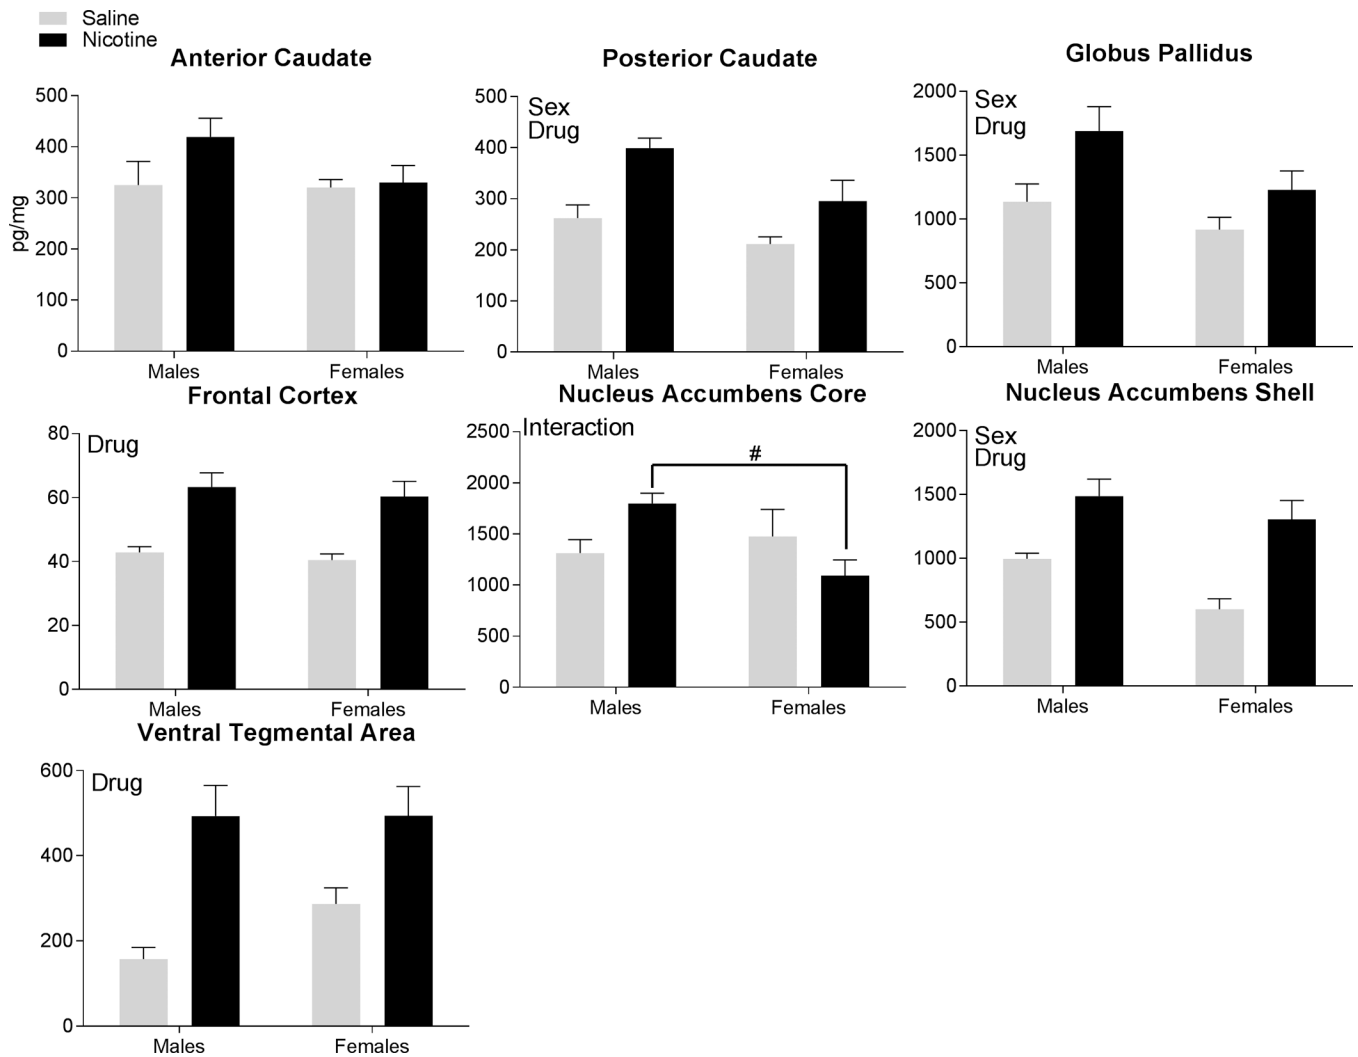 Saline
Nicotine
Anterior Caudate
500
400
300
200
100
0
pg/mg
Males
Females
Posterior Caudate
Sex
Drug
500
400
300
200
100
0
Males
Females
Globus Pallidus
Sex
Drug
2000
1500
1000
500
0
Males
Females
Frontal Cortex
Drug
80
60
40
20
0
Males
Females
Nucleus Accumbens Core
Interaction
#
2500
2000
1500
1000
500
0
Males
Females
Nucleus Accumbens Shell
Sex
Drug
2000
1500
1000
500
0
Males
Females
Ventral Tegmental Area
Drug
600
400
200
0
Males
Females